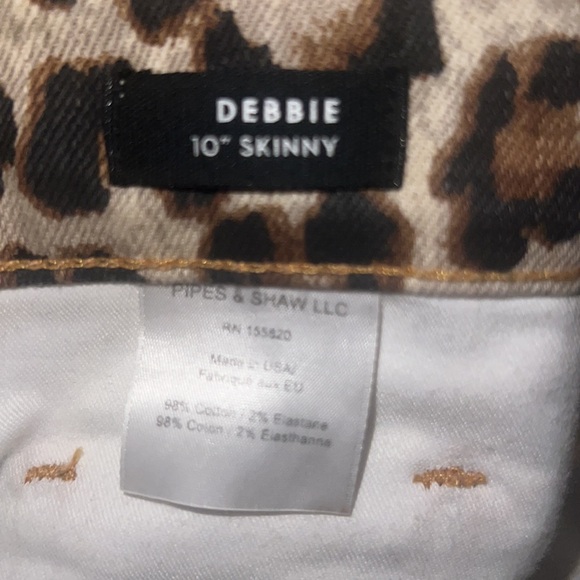 DEBBIE
10" SKINNY
PIPES & SHAW LLC
RN 155820
Made in USA/
Fabriqué aux EU
98% Cotton / 2% Elastane
98% Coton / 2% Elasthanne